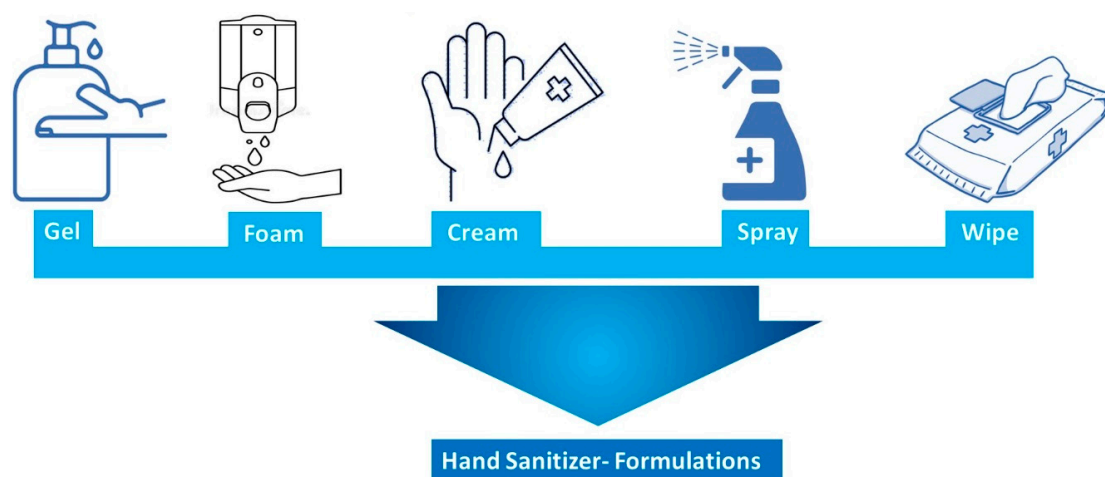 Gel
Foam
Cream
Spray
Wipe
Hand Sanitizer- Formulations